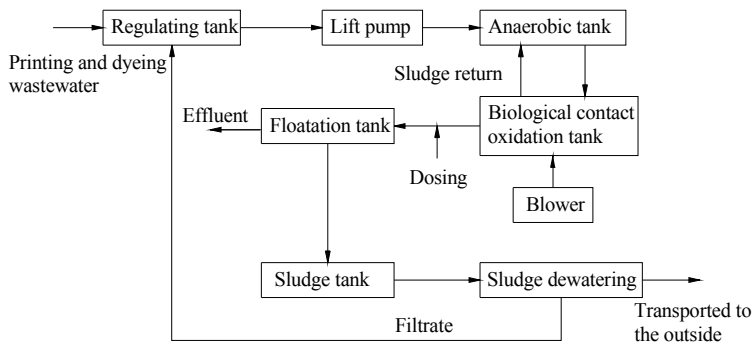 Regulating tank
Lift pump
Anaerobic tank
Printing and dyeing
wastewater
Sludge return
Effluent
Floatation tank
Biological contact
oxidation tank
Dosing
Blower
Sludge tank
Sludge dewatering
Filtrate
Transported to
the outside